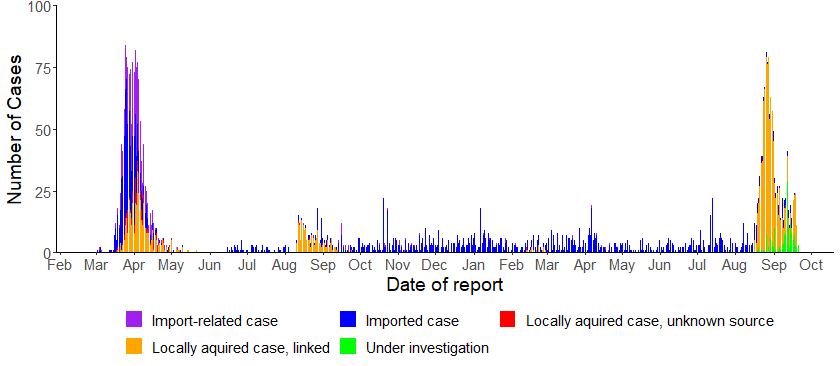 100
75
50
25
0
Number of Cases
Feb Mar Apr May Jun Jul Aug Sep Oct Nov Dec Jan Feb Mar Apr May Jun Jul Aug Sep Oct
Date of report
Import-related case Imported case Locally aquired case, unknown source
Locally aquired case, linked Under investigation